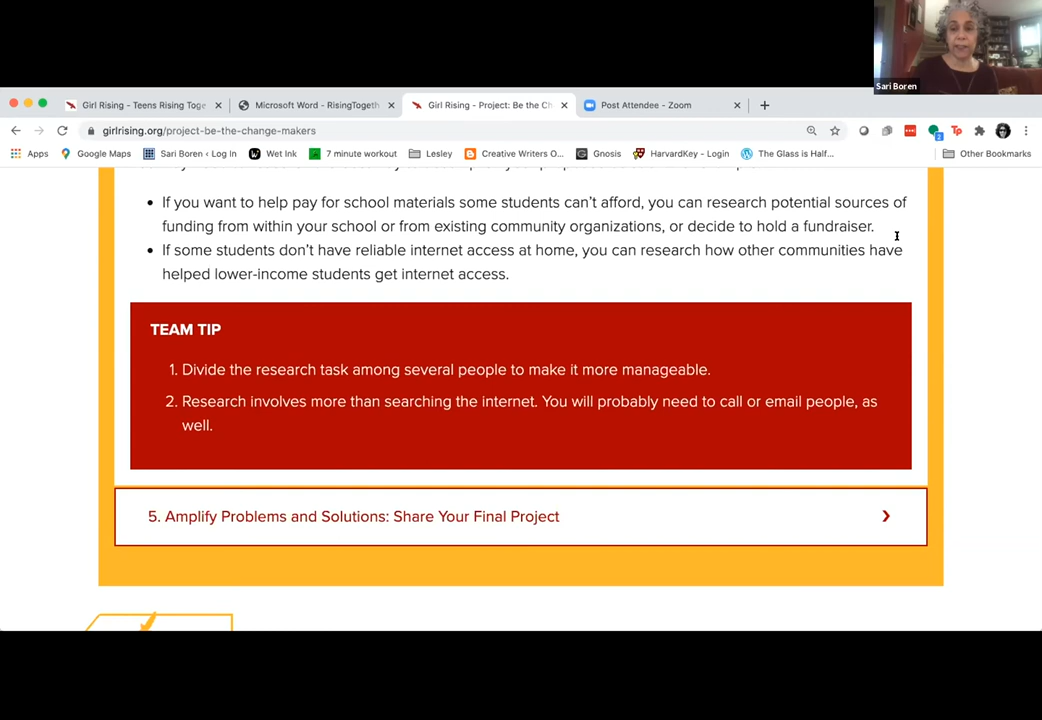 Sari Boren
Girl Rising - Teens Rising Toge
Microsoft Word - RisingTogeth
Girl Rising - Project: Be the Ch
Post Attendee - Zoom
girlrising.org/project-be-the-change-makers
Apps
Google Maps
Sari Boren ‹ Log In
Wet Ink
7 minute workout
Lesley
Creative Writers O...
Gnosis
HarvardKey - Login
The Glass is Half...
Other Bookmarks
• If you want to help pay for school materials some students can’t afford, you can research potential sources of
funding from within your school or from existing community organizations, or decide to hold a fundraiser.
• If some students don’t have reliable internet access at home, you can research how other communities have
helped lower-income students get internet access.
TEAM TIP
1. Divide the research task among several people to make it more manageable.
2. Research involves more than searching the internet. You will probably need to call or email people, as
well.
5. Amplify Problems and Solutions: Share Your Final Project